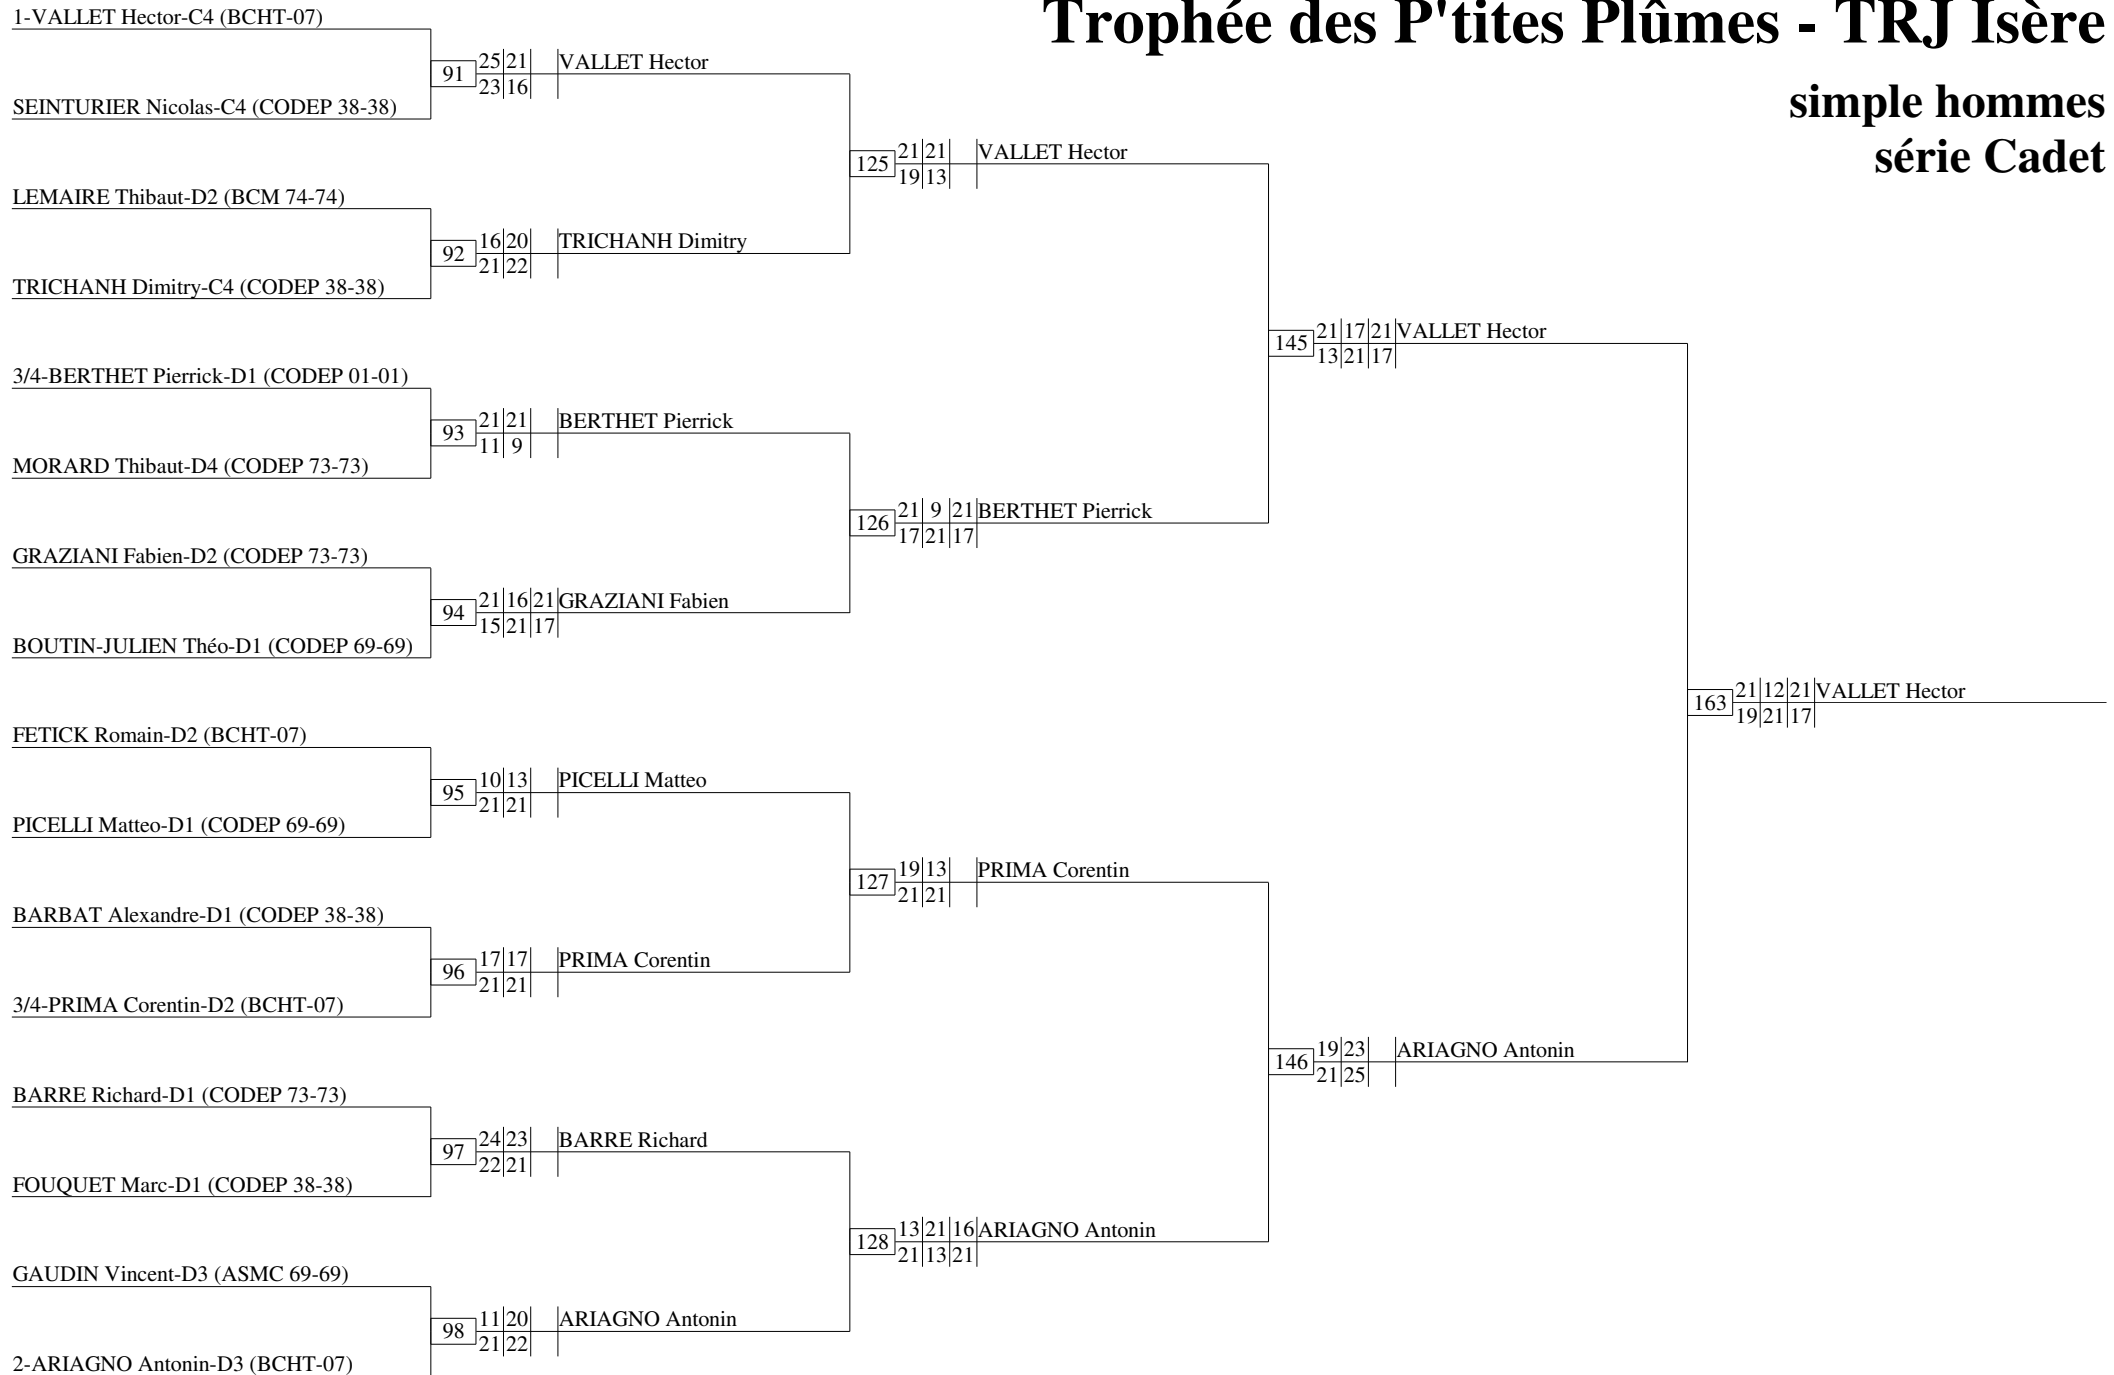 Trophée des P'tites Plûmes - TRJ Isère
simple hommes
série Cadet
1-VALLET Hector-C4 (BCHT-07)
91 25 21 VALLET Hector
23 16
SEINTURIER Nicolas-C4 (CODEP 38-38)
125 21 21 VALLET Hector
19 13
LEMAIRE Thibaut-D2 (BCM 74-74)
92 16 20 TRICHANH Dimitry
21 22
TRICHANH Dimitry-C4 (CODEP 38-38)
145 21 17 21 VALLET Hector
13 21 17
3/4-BERTHET Pierrick-D1 (CODEP 01-01)
93 21 21 BERTHET Pierrick
11 9
MORARD Thibaut-D4 (CODEP 73-73)
126 21 9 21 BERTHET Pierrick
17 21 17
GRAZIANI Fabien-D2 (CODEP 73-73)
94 21 16 21 GRAZIANI Fabien
15 21 17
BOUTIN-JULIEN Théo-D1 (CODEP 69-69)
163 21 12 21 VALLET Hector
19 21 17
FETICK Romain-D2 (BCHT-07)
95 10 13 PICELLI Matteo
21 21
PICELLI Matteo-D1 (CODEP 69-69)
127 19 13 PRIMA Corentin
21 21
BARBAT Alexandre-D1 (CODEP 38-38)
96 17 17 PRIMA Corentin
21 21
3/4-PRIMA Corentin-D2 (BCHT-07)
146 19 23 ARIAGNO Antonin
21 25
BARRE Richard-D1 (CODEP 73-73)
97 24 23 BARRE Richard
22 21
FOUQUET Marc-D1 (CODEP 38-38)
128 13 21 16 ARIAGNO Antonin
21 13 21
GAUDIN Vincent-D3 (ASMC 69-69)
98 11 20 ARIAGNO Antonin
21 22
2-ARIAGNO Antonin-D3 (BCHT-07)